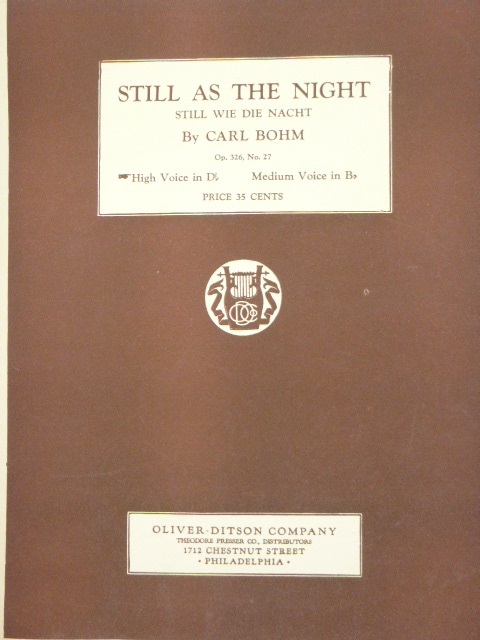 STILL AS THE NIGHT
STILL WIE DIE NACHT
By CARL BOHM
Op. 326, No. 27
☛High Voice in D♭ Medium Voice in B♭
PRICE 35 CENTS
ODCo
OLIVER DITSON COMPANY
THEODORE PRESSER CO., DISTRIBUTORS
1712 CHESTNUT STREET
· PHILADELPHIA ·